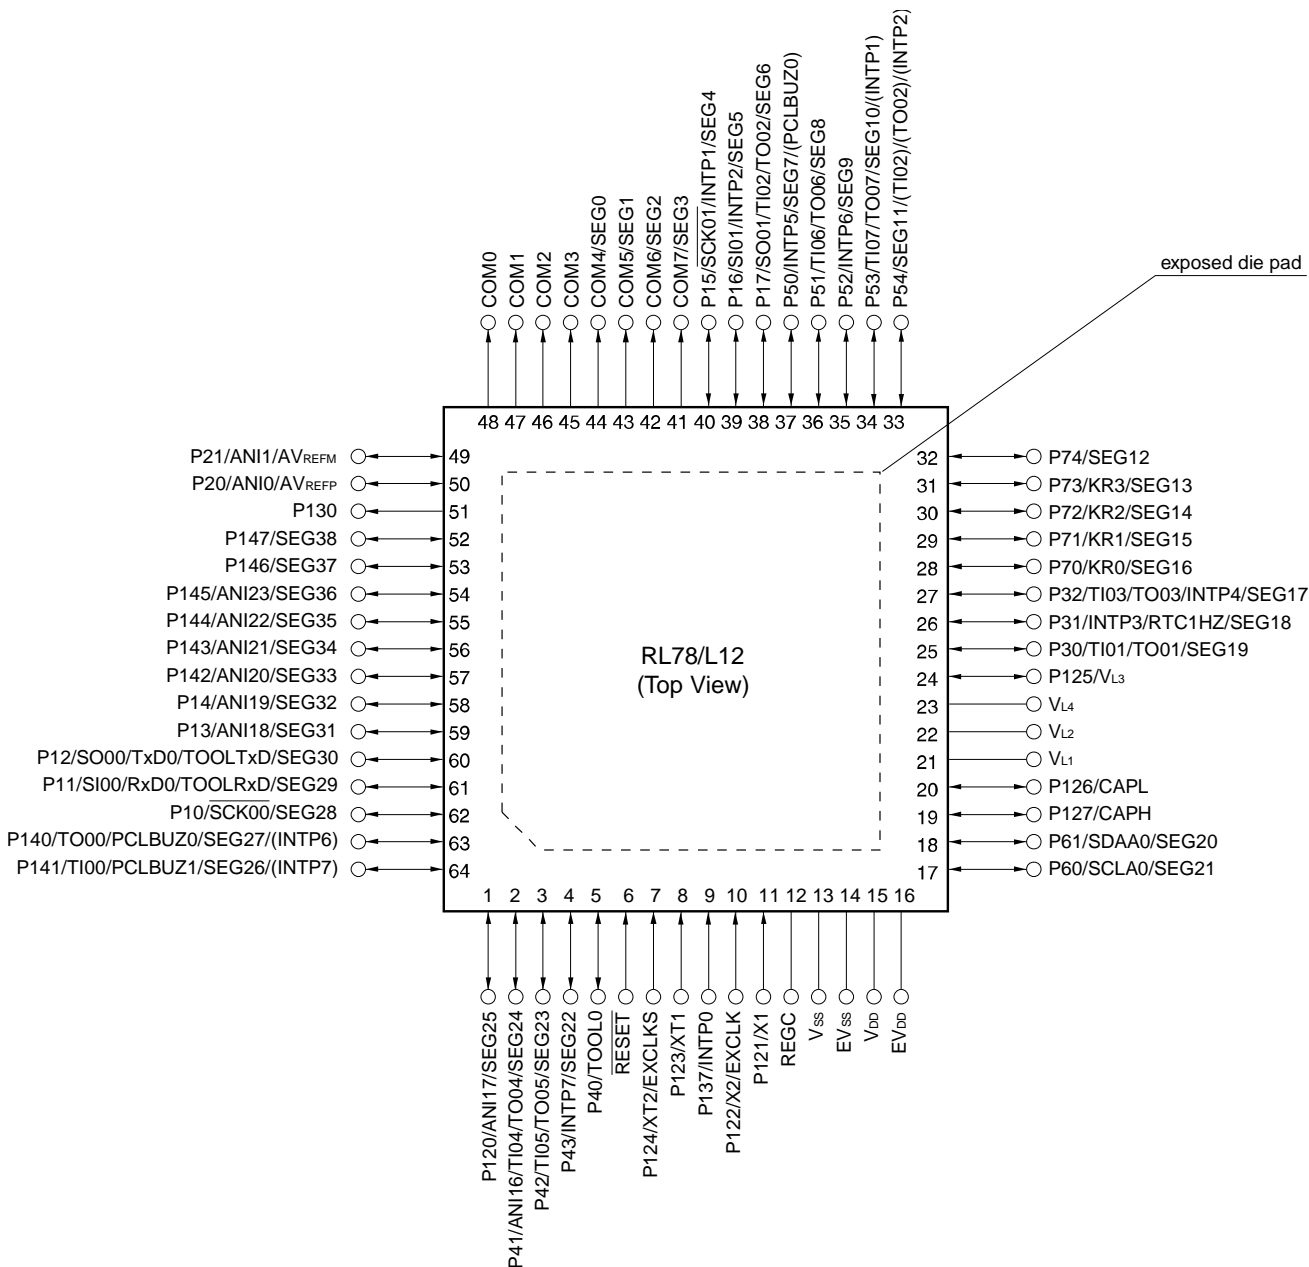 COM0
COM1
COM2
COM3
COM4/SEG0
COM5/SEG1
COM6/SEG2
COM7/SEG3
P15/SCK01/INTP1/SEG4
P16/SI01/INTP2/SEG5
P17/SO01/TI02/TO02/SEG6
P50/INTP5/SEG7/(PCLBUZ0)
P51/TI06/TO06/SEG8
P52/INTP6/SEG9
P53/TI07/TO07/SEG10/(INTP1)
P54/SEG11/(TI02)/(TO02)/(INTP2)
exposed die pad
48 47 46 45 44 43 42 41 40 39 38 37 36 35 34 33
P21/ANI1/AVREFM 49
P20/ANI0/AVREFP 50
P130 51
P147/SEG38 52
P146/SEG37 53
P145/ANI23/SEG36 54
P144/ANI22/SEG35 55
P143/ANI21/SEG34 56
P142/ANI20/SEG33 57
P14/ANI19/SEG32 58
P13/ANI18/SEG31 59
P12/SO00/TxD0/TOOLTxD/SEG30 60
P11/SI00/RxD0/TOOLRxD/SEG29 61
P10/SCK00/SEG28 62
P140/TO00/PCLBUZ0/SEG27/(INTP6) 63
P141/TI00/PCLBUZ1/SEG26/(INTP7) 64
RL78/L12
(Top View)
32 P74/SEG12
31 P73/KR3/SEG13
30 P72/KR2/SEG14
29 P71/KR1/SEG15
28 P70/KR0/SEG16
27 P32/TI03/TO03/INTP4/SEG17
26 P31/INTP3/RTC1HZ/SEG18
25 P30/TI01/TO01/SEG19
24 P125/VL3
23 VL4
22 VL2
21 VL1
20 P126/CAPL
19 P127/CAPH
18 P61/SDAA0/SEG20
17 P60/SCLA0/SEG21
1 2 3 4 5 6 7 8 9 10 11 12 13 14 15 16
P120/ANI17/SEG25
P41/ANI16/TI04/TO04/SEG24
P42/TI05/TO05/SEG23
P43/INTP7/SEG22
P40/TOOL0
RESET
P124/XT2/EXCLKS
P123/XT1
P137/INTP0
P122/X2/EXCLK
P121/X1
REGC
VSS
EVSS
VDD
EVDD